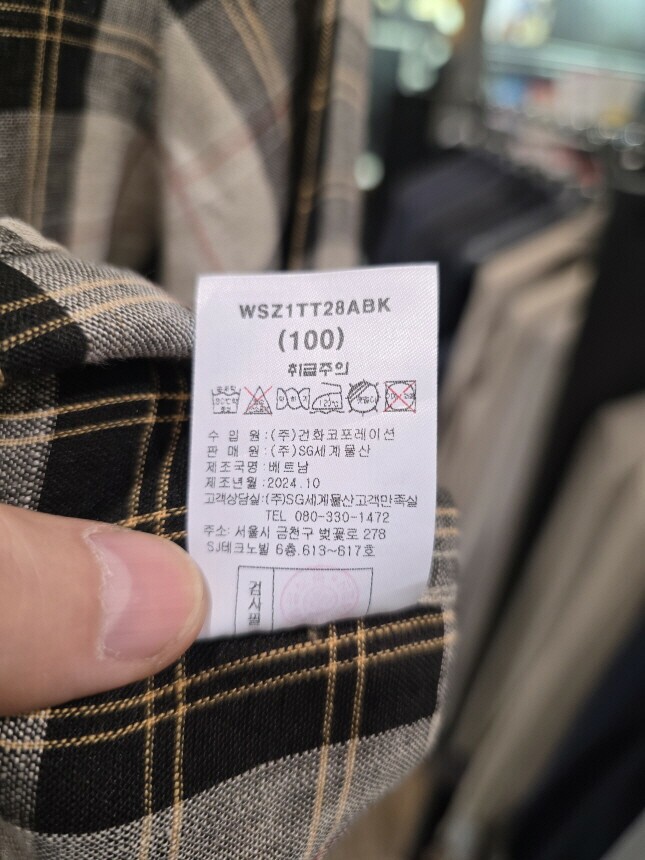 WSZ1TT28ABK
(100)
취급주의
수 입 원 : (주)건화코포레이션
판 매 원 : (주)SG세계물산
제조국명 : 베트남
제조년월 : 2024.10
고객상담실:(주)SG세계물산고객만족실
TEL 080-330-1472
주소: 서울시 금천구 벚꽃로 278
SJ테크노빌 6층.613~617호
검사필